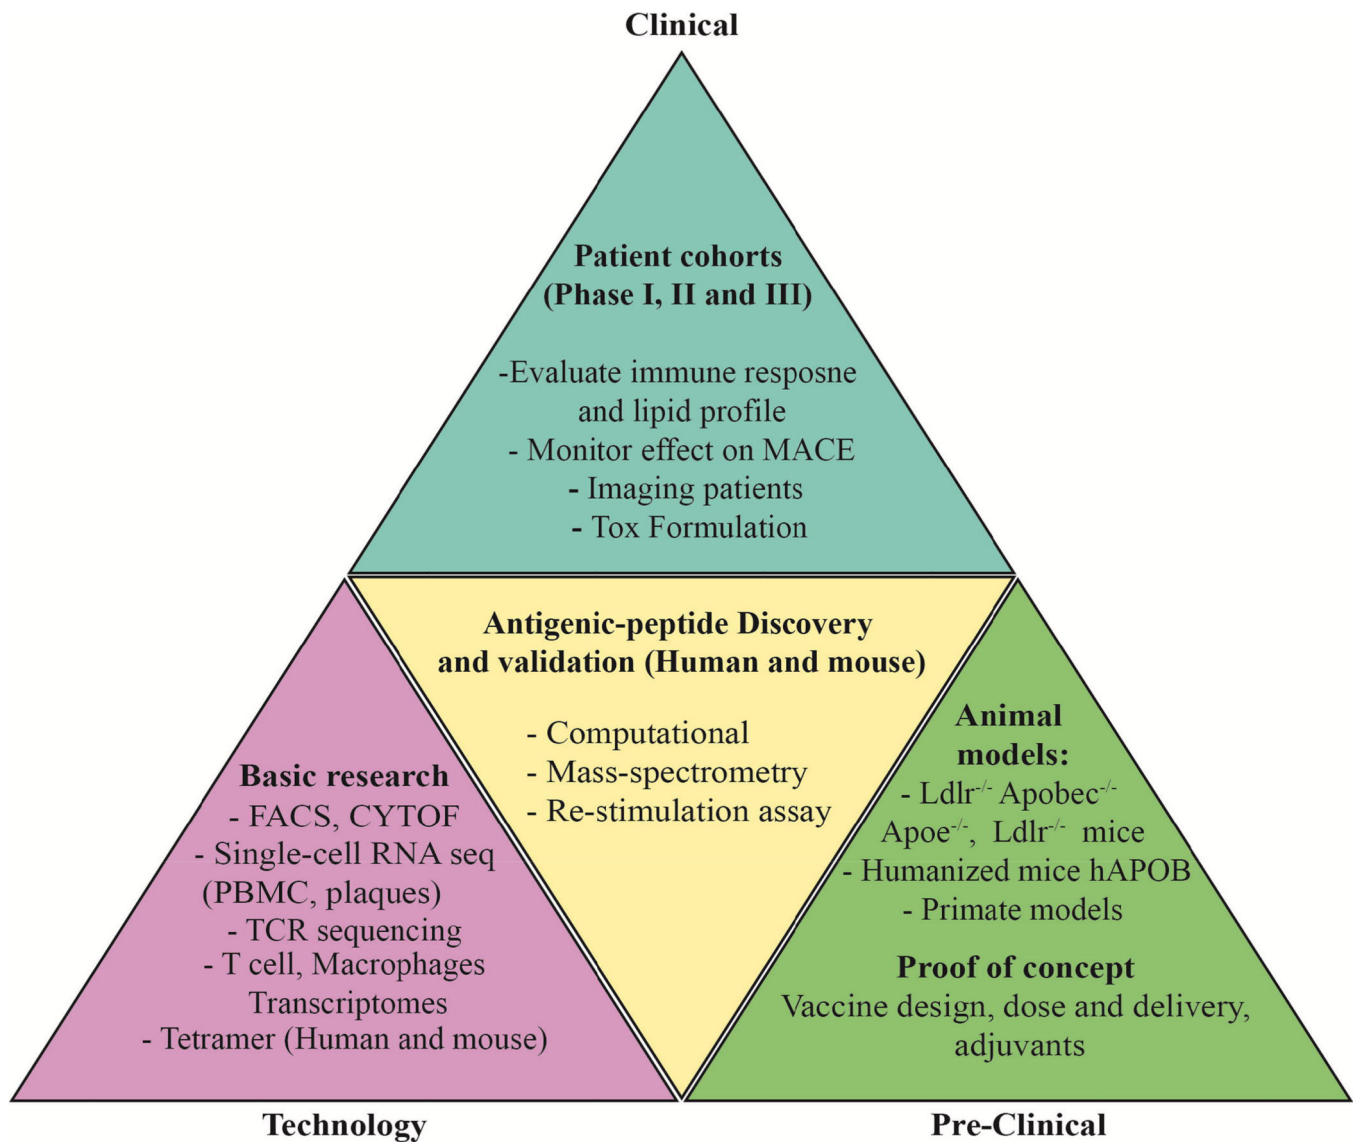 Clinical
Patient cohorts
(Phase I, II and III)
-Evaluate immune resposne
and lipid profile
- Monitor effect on MACE
- Imaging patients
- Tox Formulation
Antigenic-peptide Discovery
and validation (Human and mouse)
- Computational
- Mass-spectrometry
- Re-stimulation assay
Basic research
- FACS, CYTOF
- Single-cell RNA seq
(PBMC, plaques)
- TCR sequencing
- T cell, Macrophages
Transcriptomes
- Tetramer (Human and mouse)
Technology
Animal
models:
- Ldlr⁻/⁻ Apobec⁻/⁻
Apoe⁻/⁻, Ldlr⁻/⁻ mice
- Humanized mice hAPOB
- Primate models
Proof of concept
Vaccine design, dose and delivery,
adjuvants
Pre-Clinical